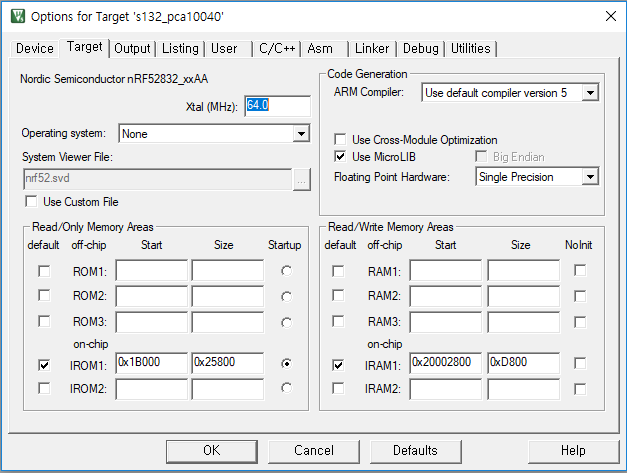 Options for Target 's132_pca10040'
Device Target Output Listing User C/C++ Asm Linker Debug Utilities
Nordic Semiconductor nRF52832_xxAA
Xtal (MHz): 64.0
Operating system: None
System Viewer File:
nrf52.svd ...
Use Custom File
Code Generation
ARM Compiler: Use default compiler version 5
Use Cross-Module Optimization
Use MicroLIB Big Endian
Floating Point Hardware: Single Precision
Read/Only Memory Areas
default off-chip Start Size Startup
ROM1:
ROM2:
ROM3:
on-chip
IROM1: 0x1B000 0x25800
IROM2:
Read/Write Memory Areas
default off-chip Start Size NoInit
RAM1:
RAM2:
RAM3:
on-chip
IRAM1: 0x20002800 0xD800
IRAM2:
OK Cancel Defaults Help